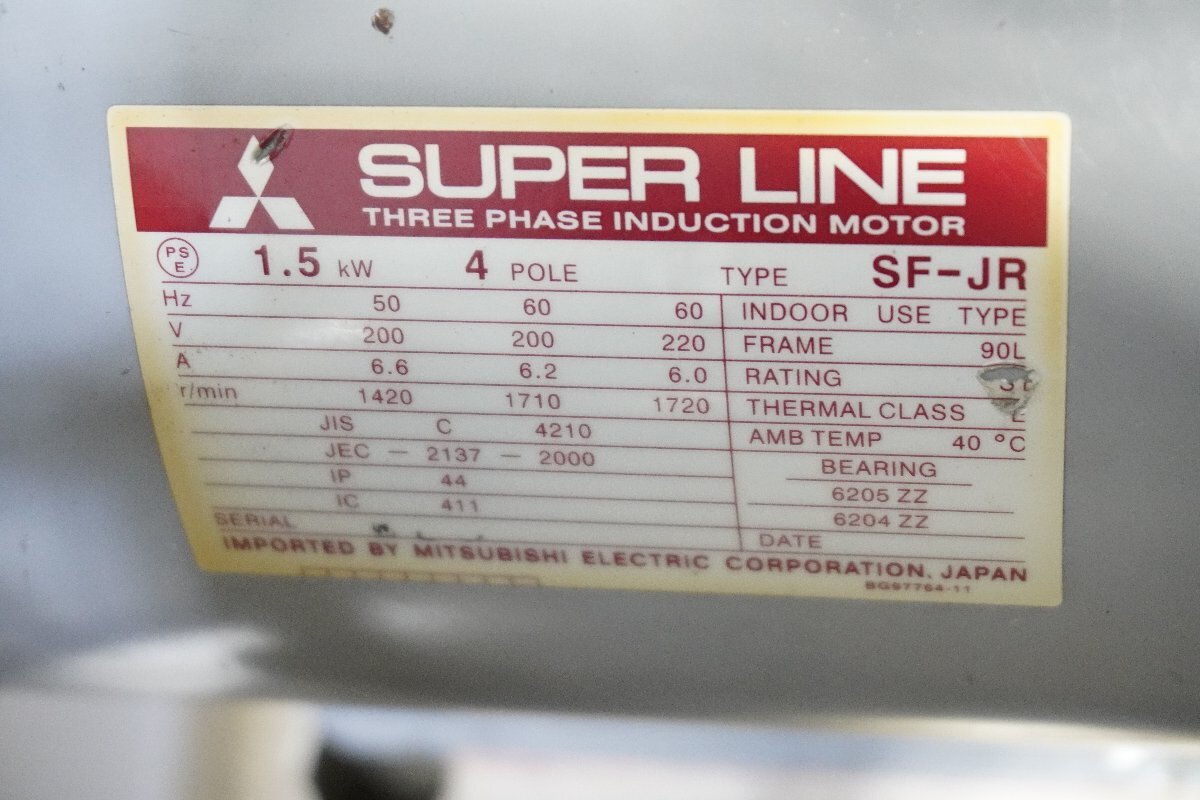 SUPER LINE
THREE PHASE INDUCTION MOTOR
PS E 1.5 kW 4 POLE TYPE SF-JR
Hz 50 60 60 INDOOR USE TYPE
V 200 200 220 FRAME 90L
A 6.6 6.2 6.0 RATING
r/min 1420 1710 1720 THERMAL CLASS
JIS C 4210 AMB TEMP 40 °C
JEC - 2137 - 2000 BEARING
IP 44 6205 ZZ
IC 411 6204 ZZ
SERIAL DATE
IMPORTED BY MITSUBISHI ELECTRIC CORPORATION, JAPAN
BG97764-11